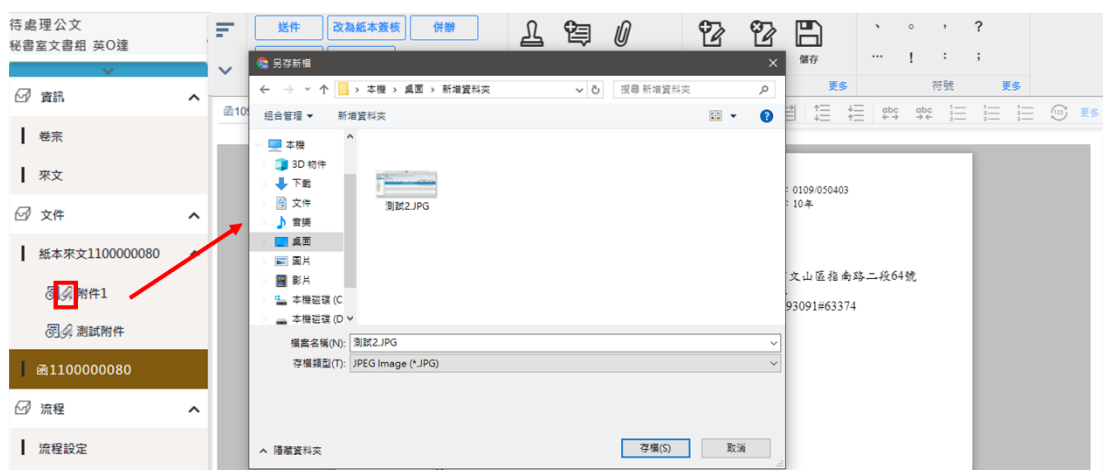 待處理公文
秘書室文書組 英O達
資訊
卷宗
來文
文件
紙本來文1100000080
附件1
測試附件
函1100000080
流程
流程設定
送件
改為紙本簽核
併辦
儲存
更多
、 。 , ?
… ! : ;
符號 更多
函109
更多
另存新檔
本機 › 桌面 › 新增資料夾
搜尋 新增資料夾
組合管理 新增資料夾
本機
3D 物件
下載
文件
音樂
桌面
圖片
影片
本機磁碟 (C
本機磁碟 (D
測試2.JPG
檔案名稱(N): 測試2.JPG
存檔類型(T): JPEG Image (*.JPG)
隱藏資料夾
存檔(S) 取消
: 0109/050403
: 10年
文山區指南路二段64號
93091#63374